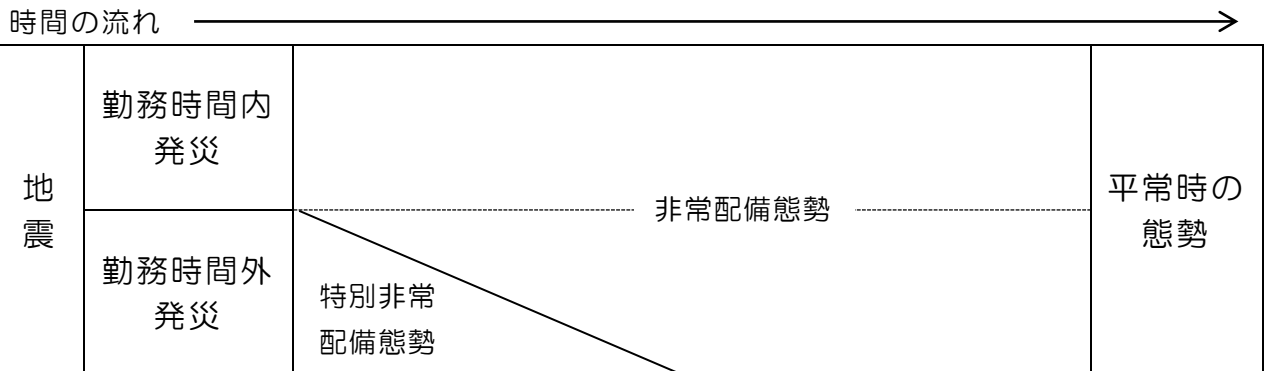 時間の流れ
地
震
勤務時間内
発災
勤務時間外
発災
非常配備態勢
特別非常
配備態勢
平常時の
態勢